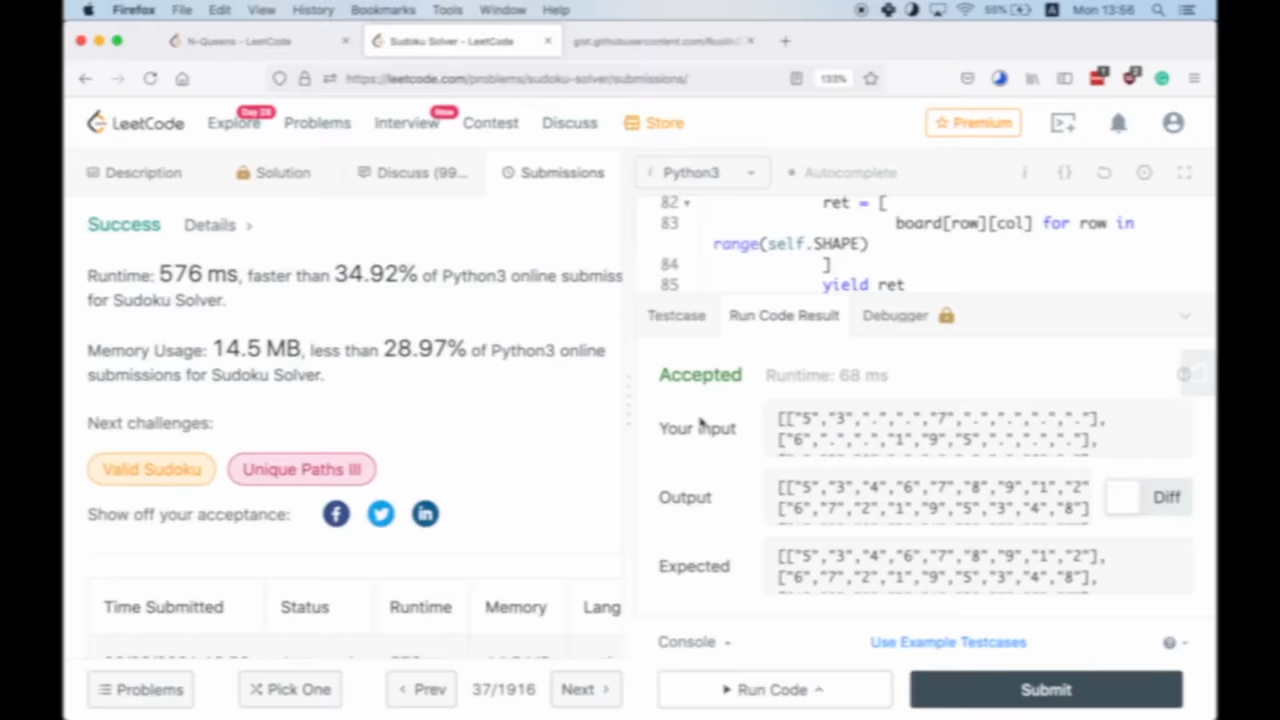 Firefox File Edit View History Bookmarks Tools Window Help
56% Mon 13:56
N-Queens - LeetCode
Sudoku Solver - LeetCode
https://leetcode.com/problems/sudoku-solver/submissions/
133%
LeetCode
Explore
Day 28
Problems
Interview
New
Contest
Discuss
Store
Premium
Description
Solution
Discuss (99...
Submissions
i Python3
Autocomplete
Success Details >
Runtime: 576 ms, faster than 34.92% of Python3 online submiss
for Sudoku Solver.
Memory Usage: 14.5 MB, less than 28.97% of Python3 online
submissions for Sudoku Solver.
Next challenges:
Valid Sudoku
Unique Paths III
Show off your acceptance:
Time Submitted Status Runtime Memory Lang
Problems
Pick One
Prev
37/1916
Next
82 ret = [
83 board[row][col] for row in
range(self.SHAPE)
84 ]
85 yield ret
Testcase
Run Code Result
Debugger
Accepted Runtime: 68 ms
Your input
[["5","3",".",".","7",".",".",".","."],
["6",".",".","1","9","5",".",".","."],
Output
[["5","3","4","6","7","8","9","1","2"
["6","7","2","1","9","5","3","4","8"]
Diff
Expected
[["5","3","4","6","7","8","9","1","2"],
["6","7","2","1","9","5","3","4","8"],
Console
Use Example Testcases
Run Code
Submit